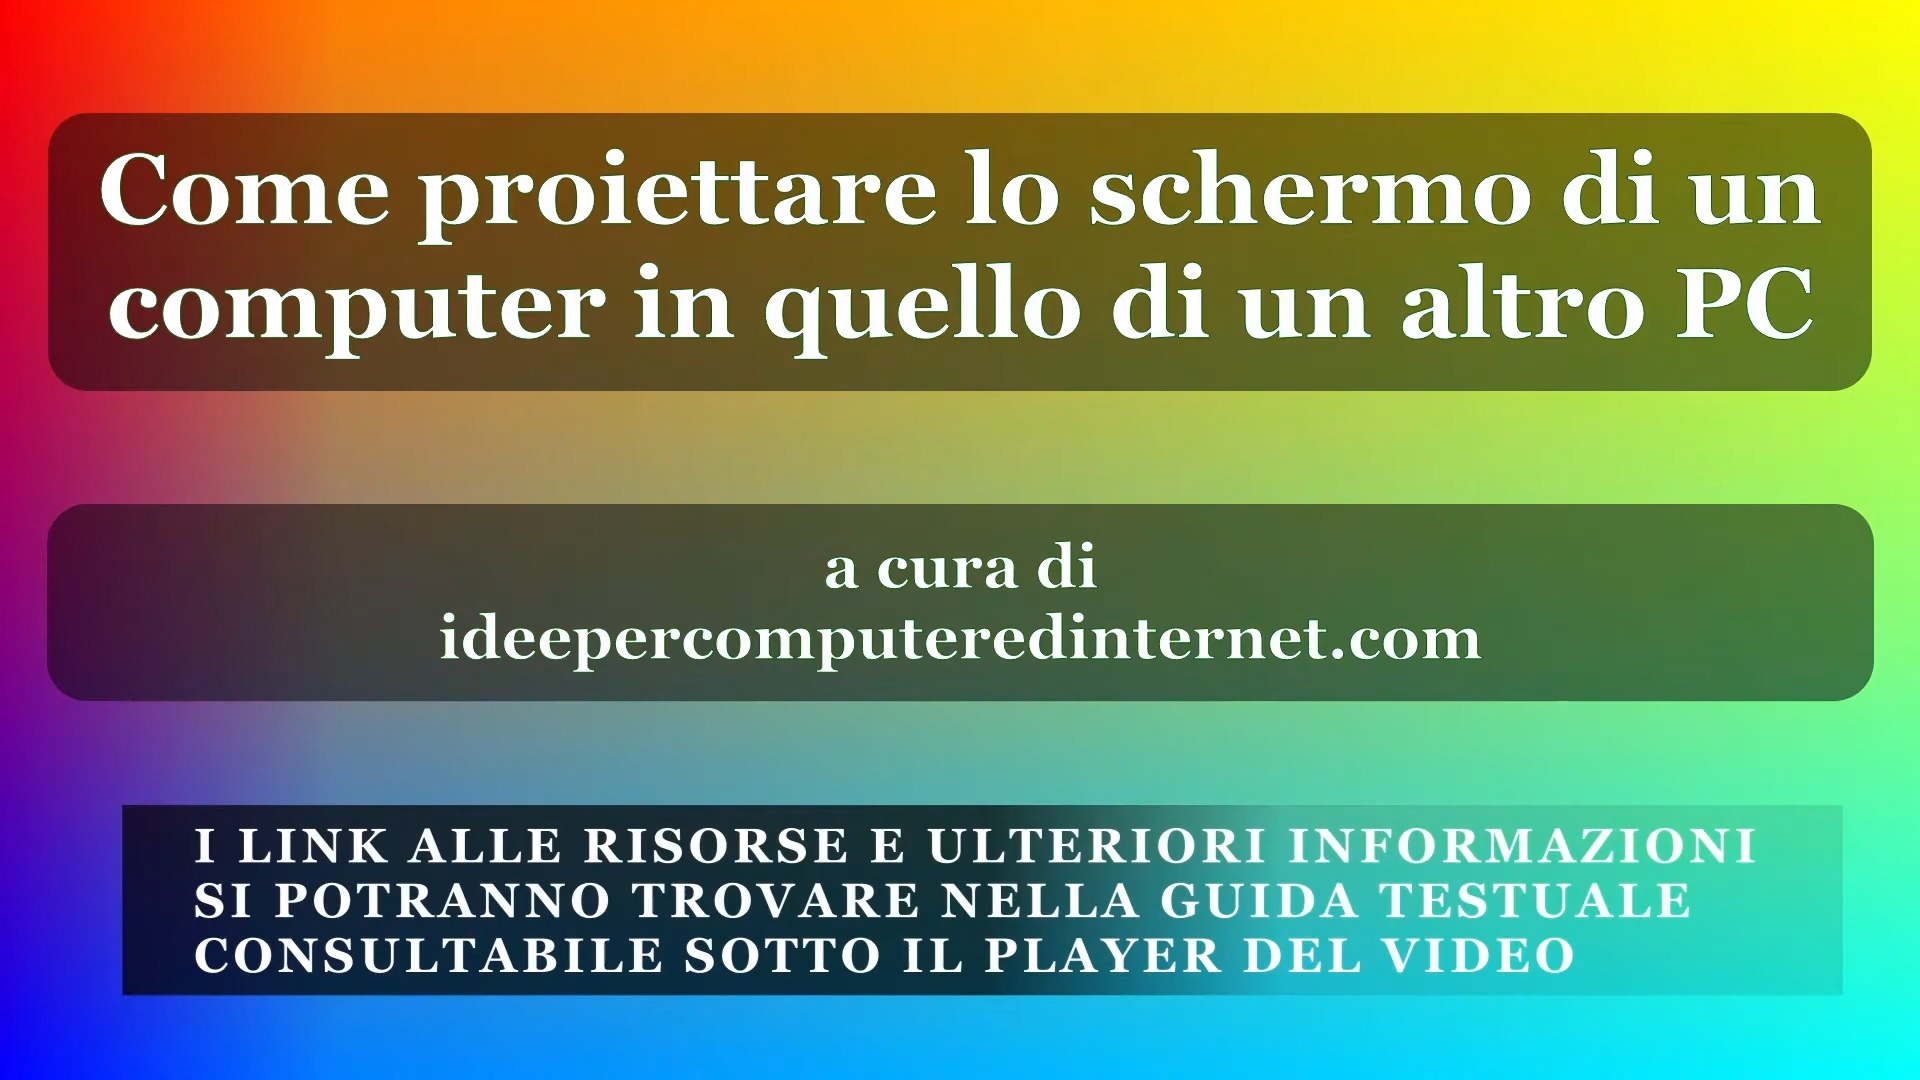 Come proiettare lo schermo di un
computer in quello di un altro PC
a cura di
ideepercomputeredinternet.com
I LINK ALLE RISORSE E ULTERIORI INFORMAZIONI
SI POTRANNO TROVARE NELLA GUIDA TESTUALE
CONSULTABILE SOTTO IL PLAYER DEL VIDEO